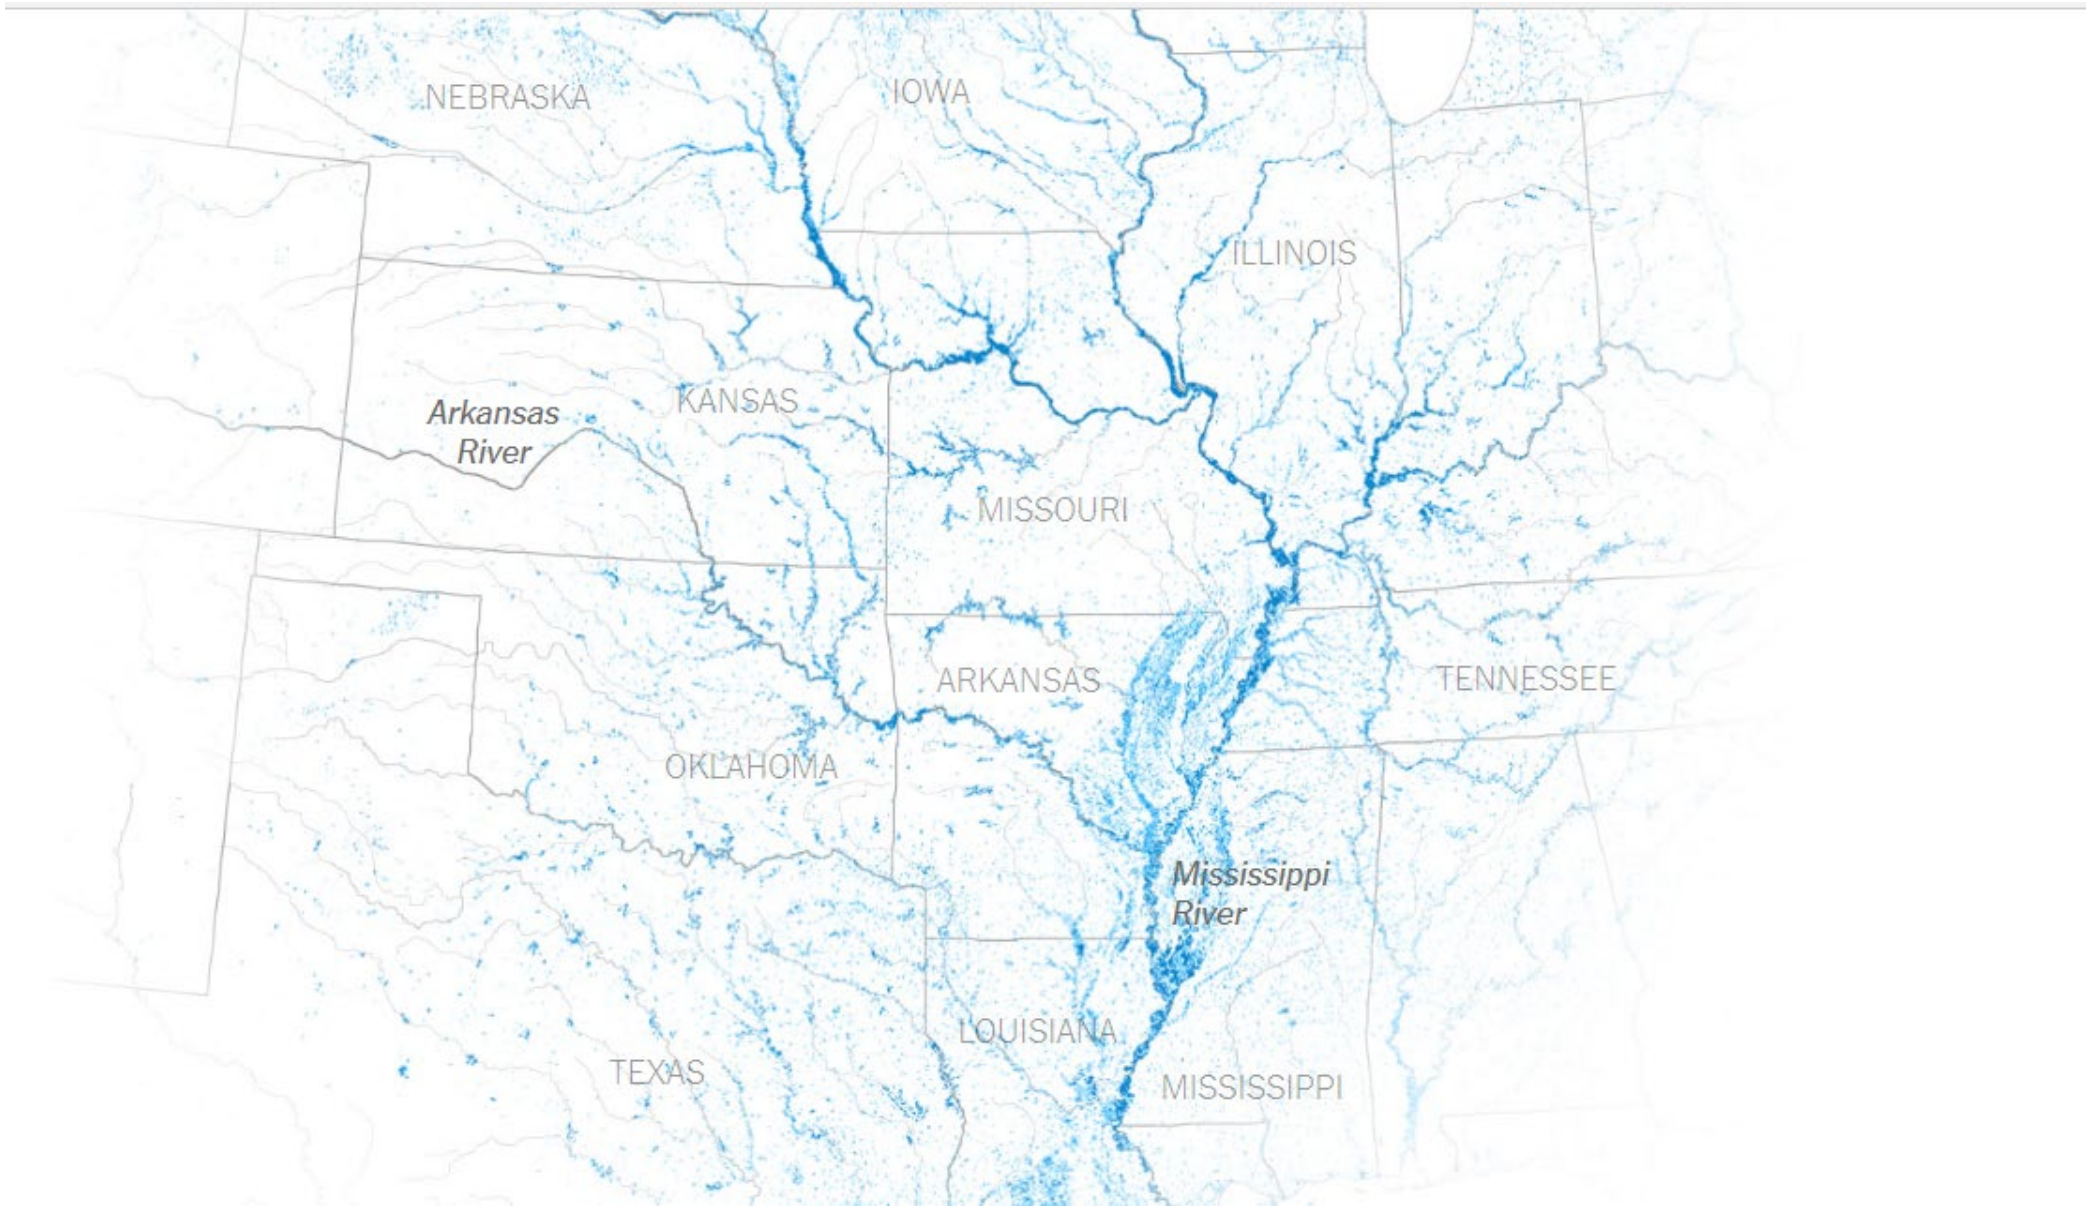 NEBRASKA
IOWA
ILLINOIS
Arkansas
River
KANSAS
MISSOURI
ARKANSAS
TENNESSEE
OKLAHOMA
Mississippi
River
LOUISIANA
TEXAS
MISSISSIPPI